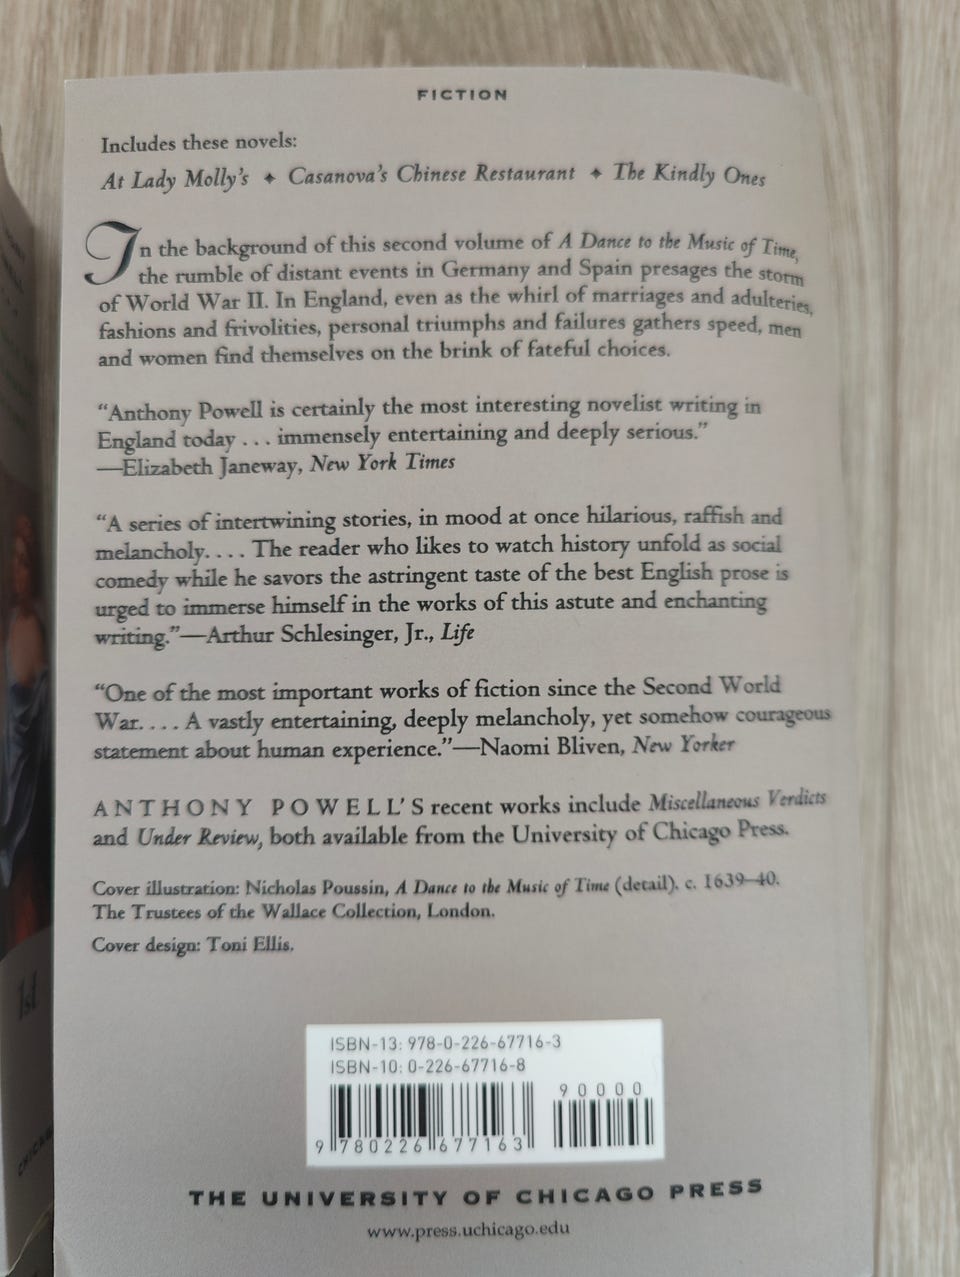 FICTION
Includes these novels:
At Lady Molly's ✦ Casanova's Chinese Restaurant ✦ The Kindly Ones
In the background of this second volume of A Dance to the Music of Time,
the rumble of distant events in Germany and Spain presages the storm
of World War II. In England, even as the whirl of marriages and adulteries,
fashions and frivolities, personal triumphs and failures gathers speed, men
and women find themselves on the brink of fateful choices.
“Anthony Powell is certainly the most interesting novelist writing in
England today . . . immensely entertaining and deeply serious.”
—Elizabeth Janeway, New York Times
“A series of intertwining stories, in mood at once hilarious, raffish and
melancholy. . . . The reader who likes to watch history unfold as social
comedy while he savors the astringent taste of the best English prose is
urged to immerse himself in the works of this astute and enchanting
writing.”—Arthur Schlesinger, Jr., Life
“One of the most important works of fiction since the Second World
War. . . . A vastly entertaining, deeply melancholy, yet somehow courageous
statement about human experience.”—Naomi Bliven, New Yorker
ANTHONY POWELL'S recent works include Miscellaneous Verdicts
and Under Review, both available from the University of Chicago Press.
Cover illustration: Nicholas Poussin, A Dance to the Music of Time (detail). c. 1639–40.
The Trustees of the Wallace Collection, London.
Cover design: Toni Ellis.
ISBN-13: 978-0-226-67716-3
ISBN-10: 0-226-67716-8
90000
9 780226 677163
THE UNIVERSITY OF CHICAGO PRESS
www.press.uchicago.edu
1st